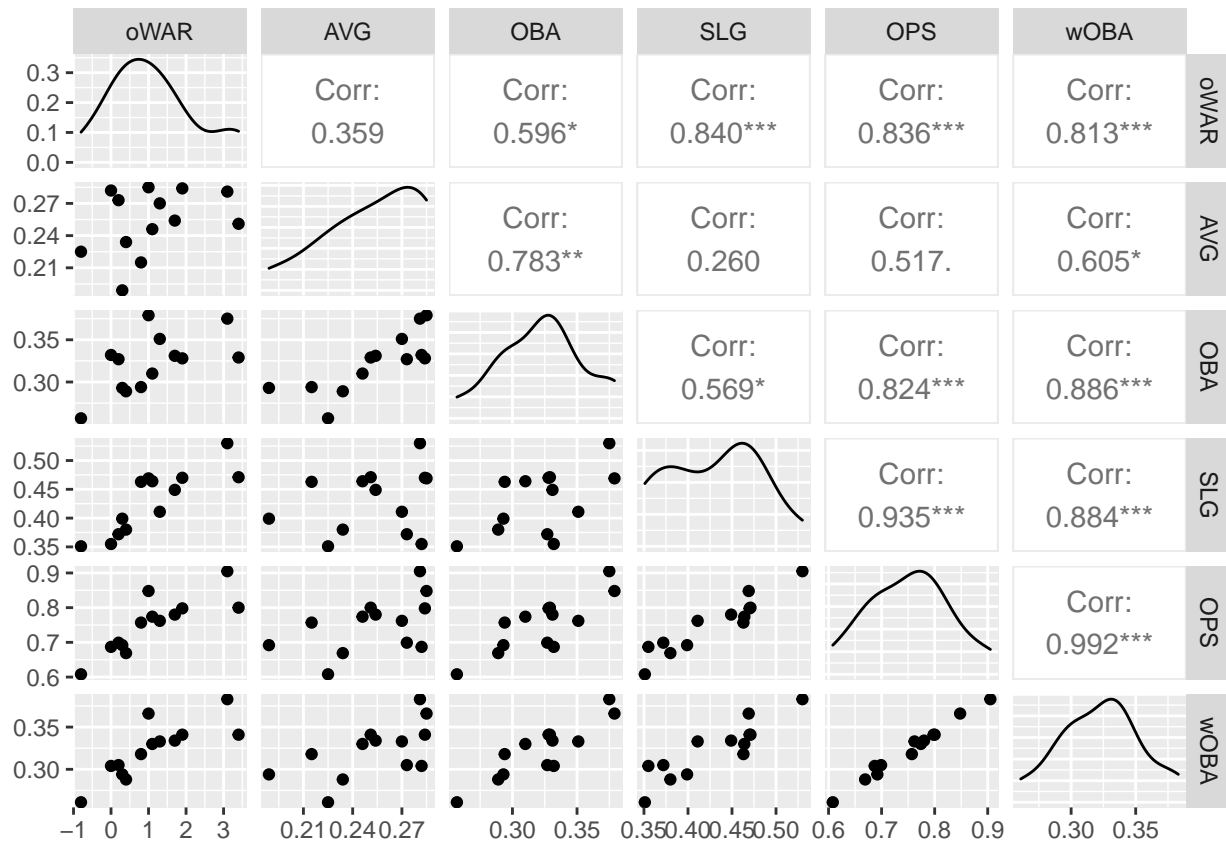 oWAR AVG OBA SLG OPS wOBA
0.3
0.2
0.1
0.0
Corr: Corr: Corr: Corr: Corr:
0.359 0.596* 0.840*** 0.836*** 0.813***
oWAR
0.27
0.24
0.21
Corr: Corr: Corr: Corr:
0.783** 0.260 0.517. 0.605*
AVG
0.35
0.30
Corr: Corr: Corr:
0.569* 0.824*** 0.886***
OBA
0.50
0.45
0.40
0.35
Corr: Corr:
0.935*** 0.884***
SLG
0.9
0.8
0.7
0.6
Corr:
0.992***
OPS
0.35
0.30
wOBA
−1 0 1 2 3 0.21 0.24 0.27 0.30 0.35 0.35 0.40 0.45 0.50 0.6 0.7 0.8 0.9 0.30 0.35